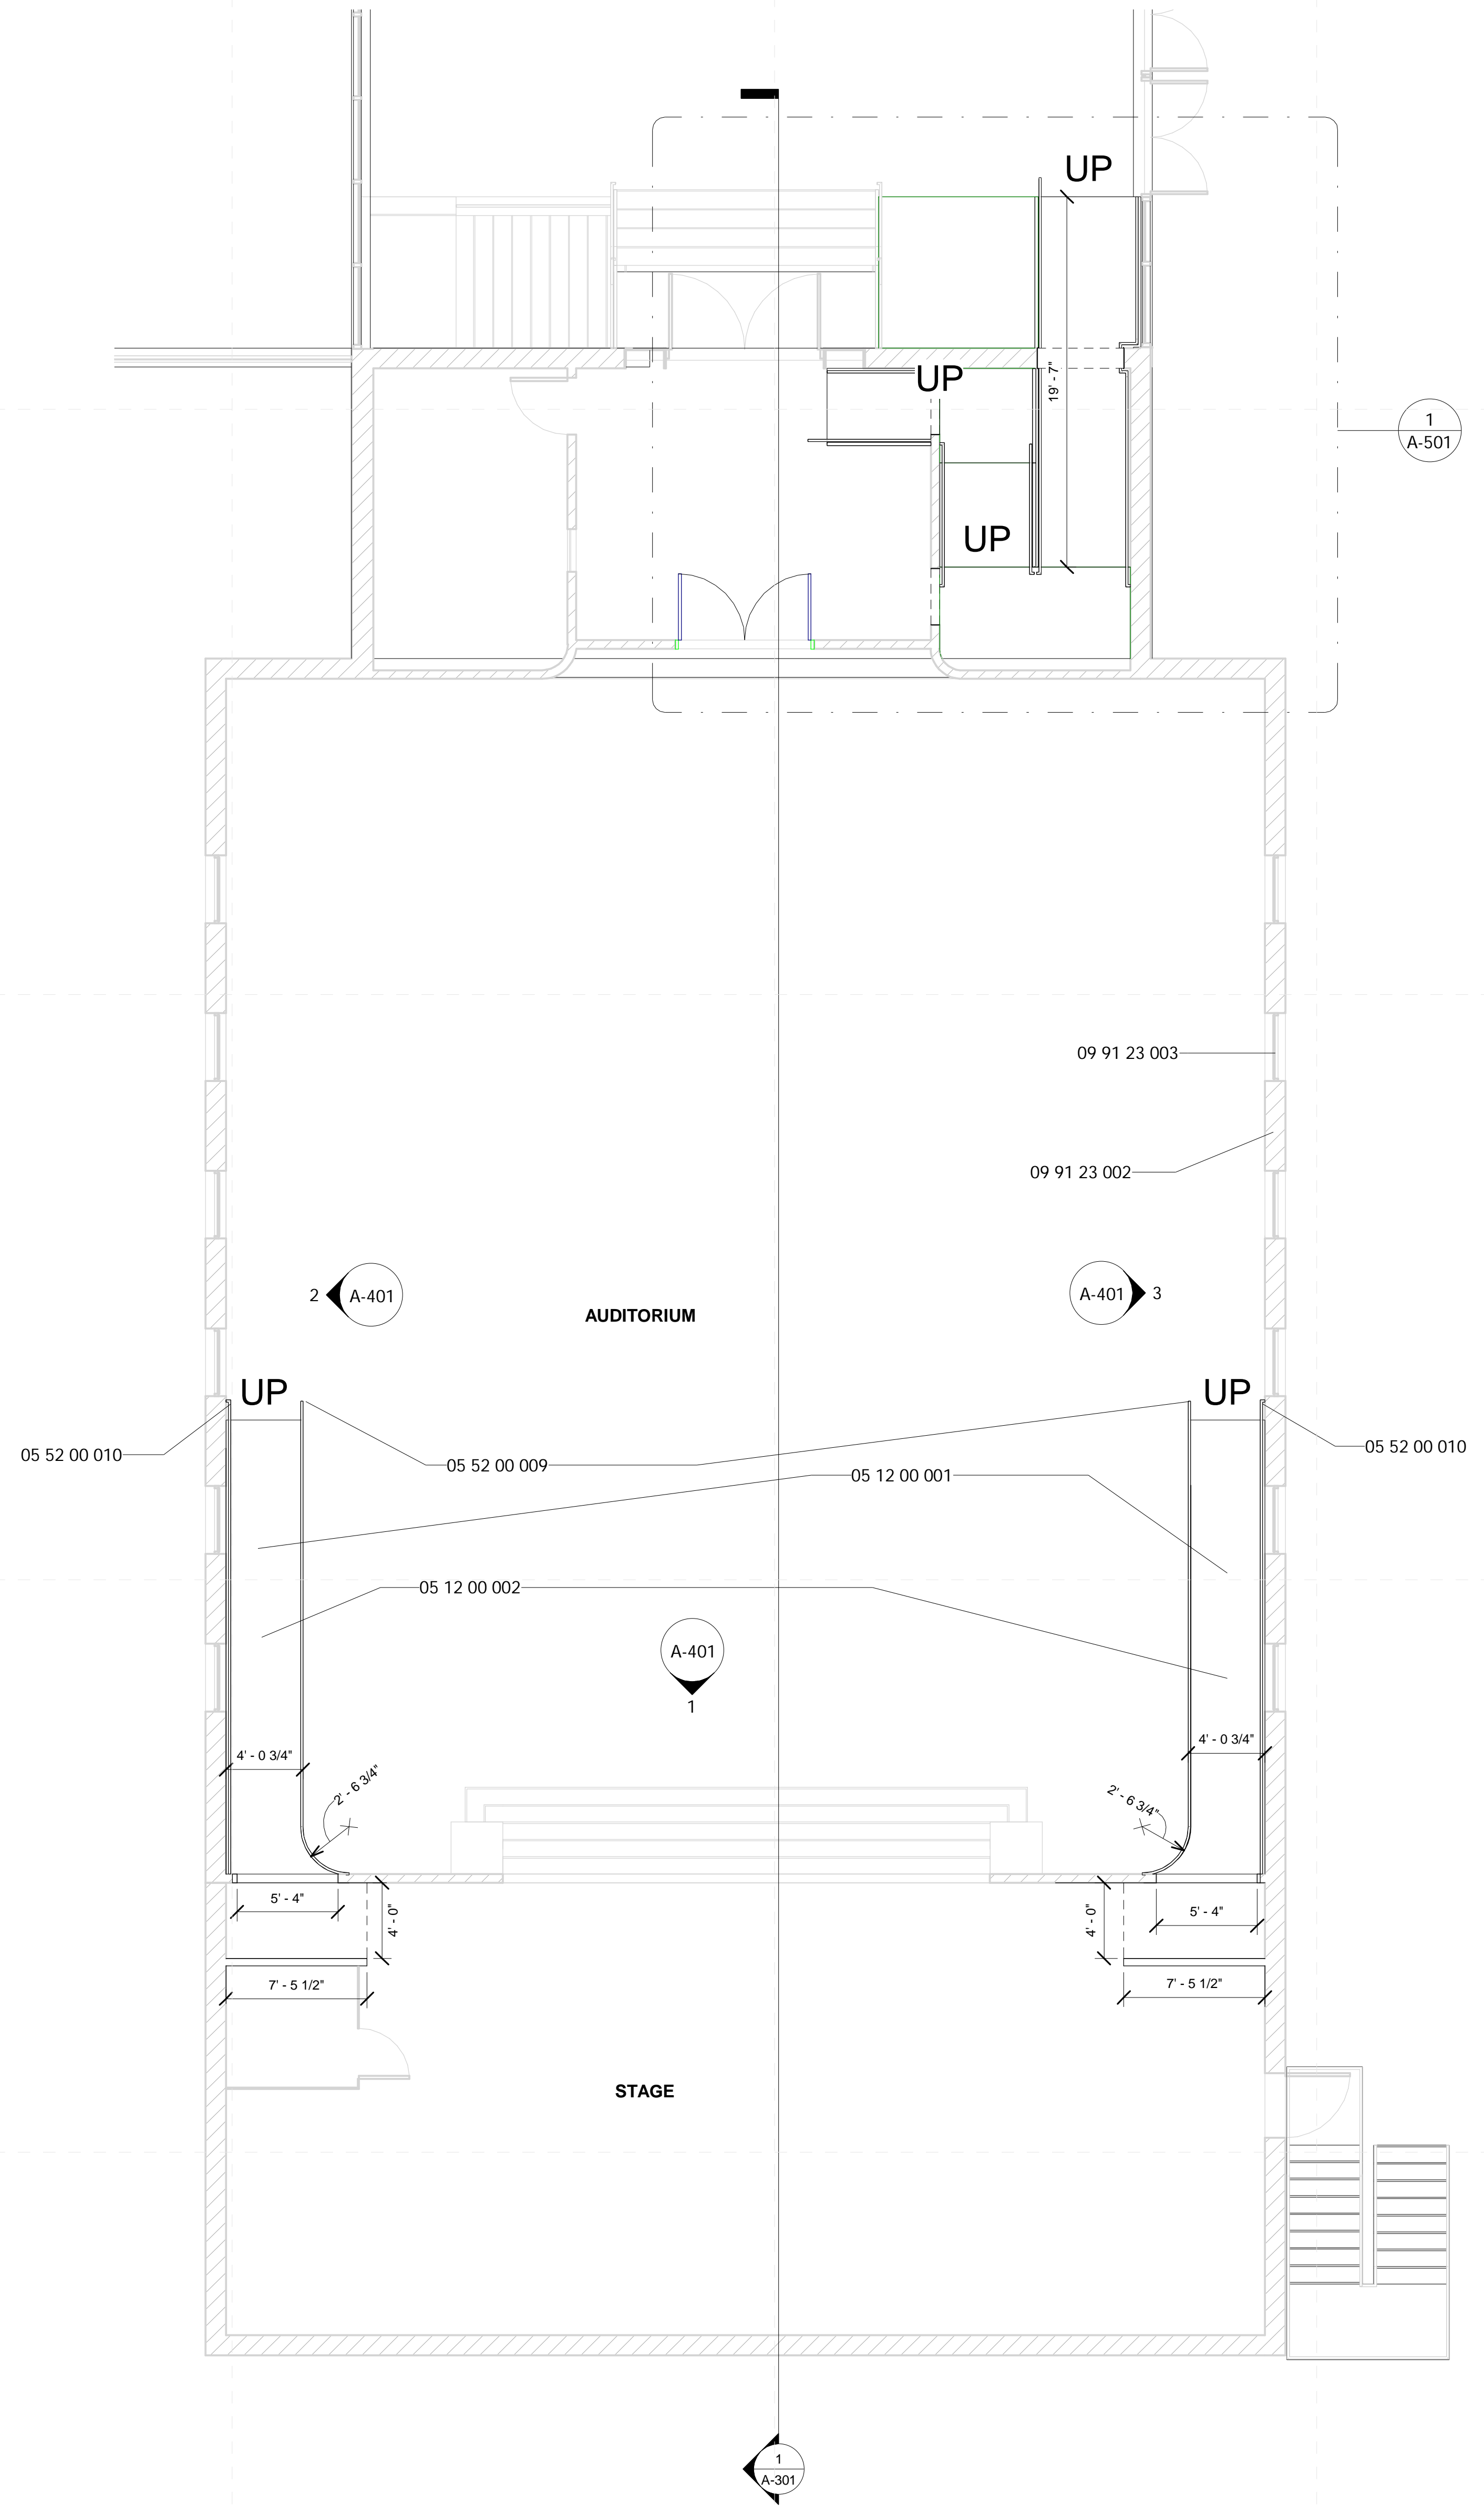 UP
UP
19' - 7"
1
A-501
UP
09 91 23 003
09 91 23 002
2
A-401
A-401
3
AUDITORIUM
UP
UP
05 52 00 010
05 52 00 009
05 52 00 010
05 12 00 001
05 12 00 002
A-401
1
4' - 0 3/4"
4' - 0 3/4"
2' - 6 3/4"
2' - 6 3/4"
5' - 4"
4' - 0"
4' - 0"
5' - 4"
7' - 5 1/2"
7' - 5 1/2"
STAGE
1
A-301